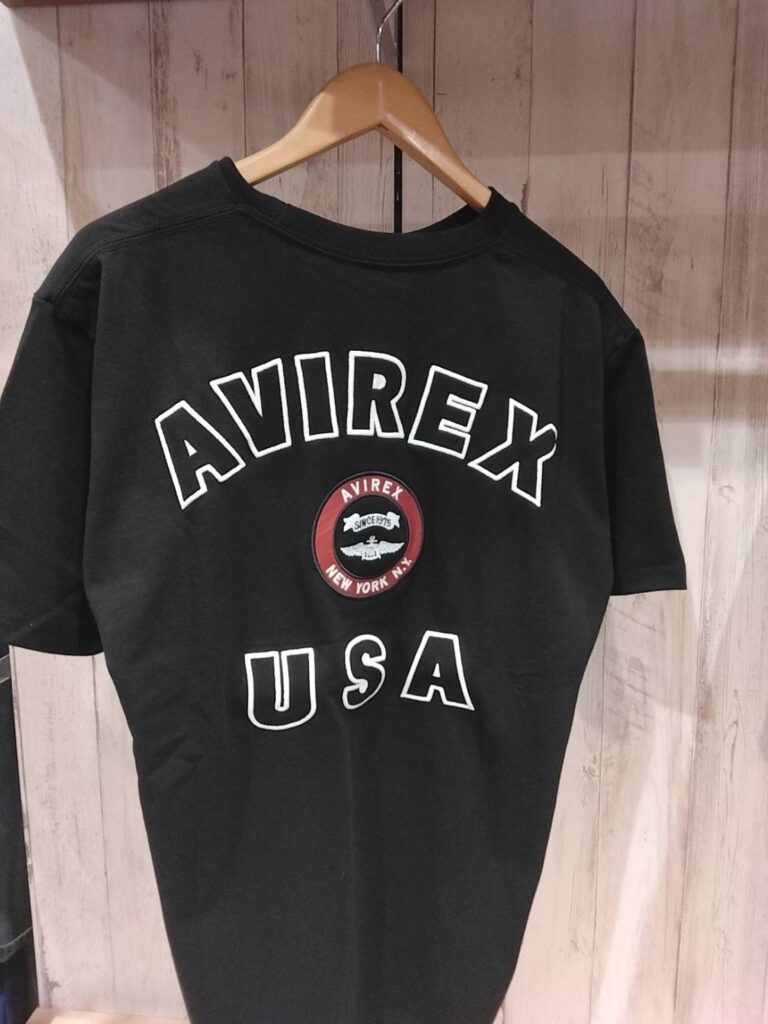 AVIREX
AVIREX
SINCE 1975
NEW YORK N.Y.
USA